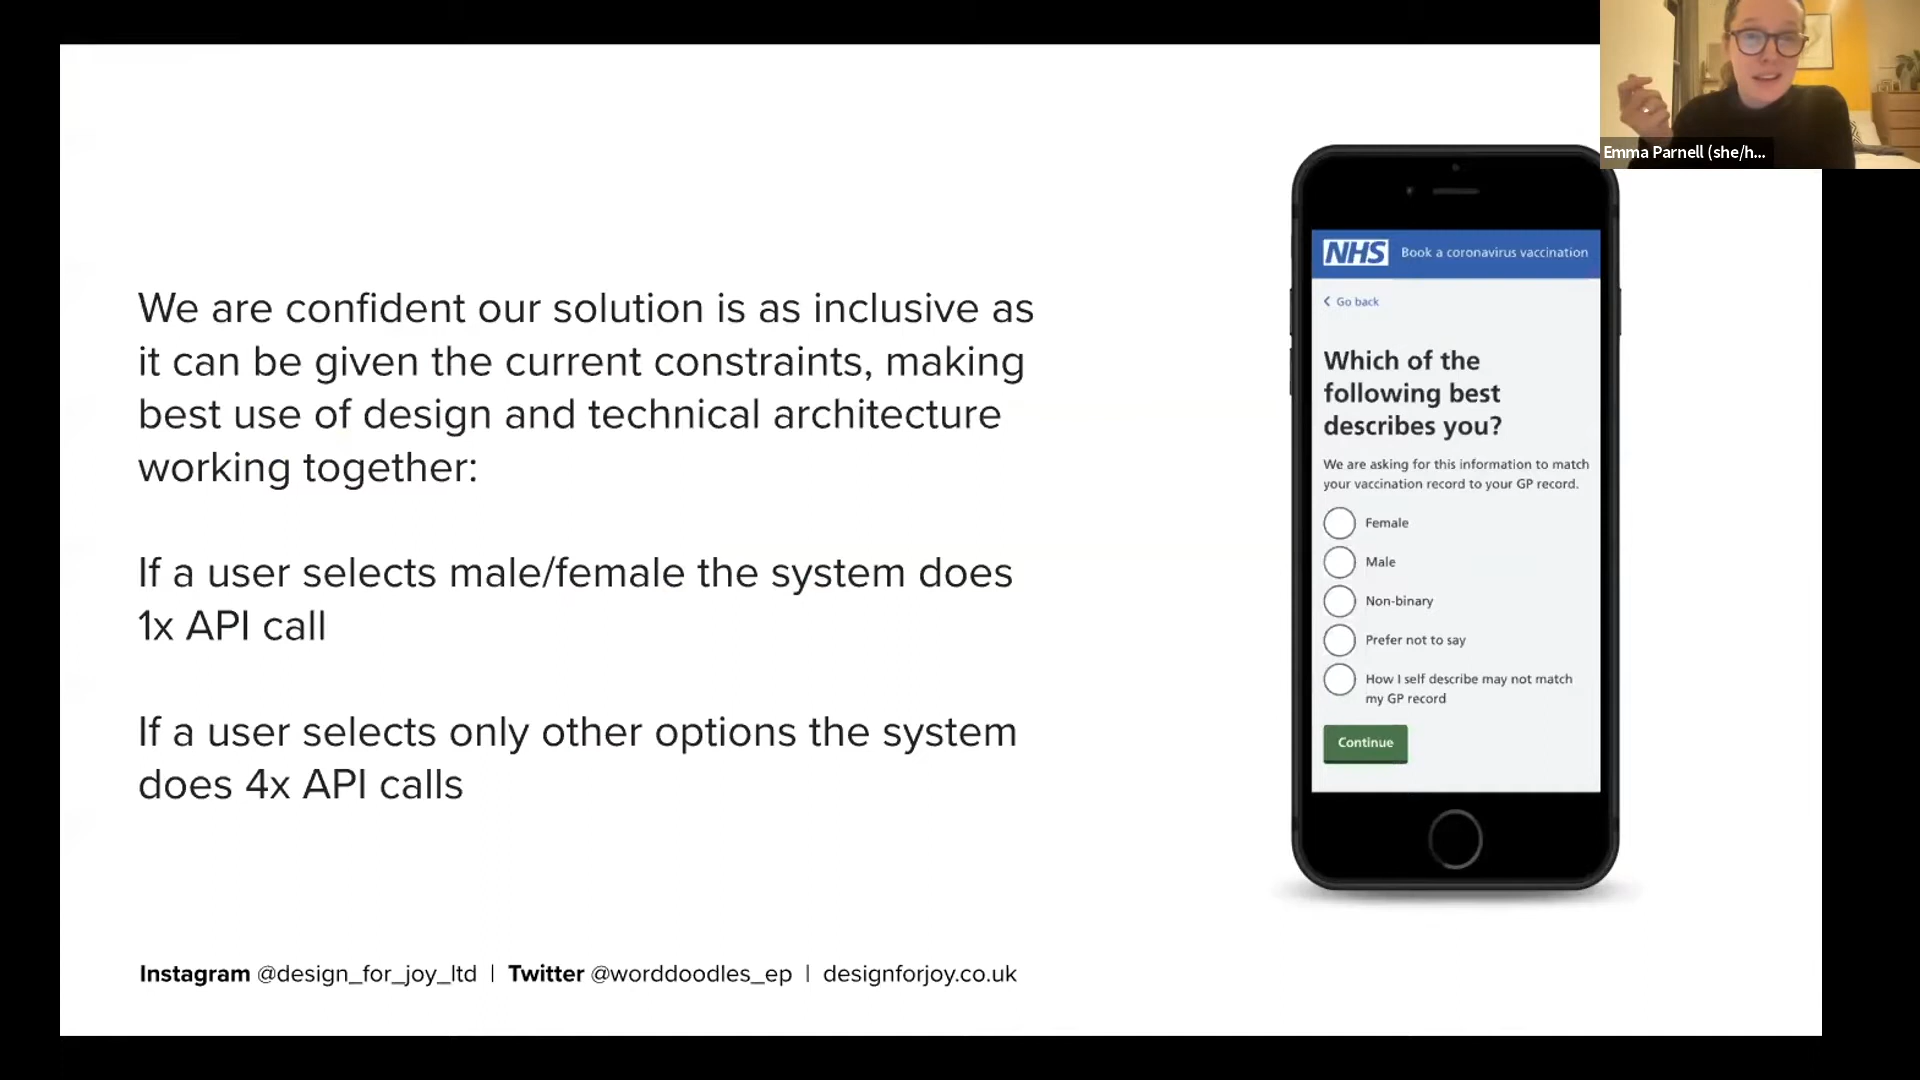 We are confident our solution is as inclusive as
it can be given the current constraints, making
best use of design and technical architecture
working together:
If a user selects male/female the system does
1x API call
If a user selects only other options the system
does 4x API calls
Instagram @design_for_joy_ltd | Twitter @worddoodles_ep | designforjoy.co.uk
NHS Book a coronavirus vaccination
Go back
Which of the
following best
describes you?
We are asking for this information to match
your vaccination record to your GP record.
Female
Male
Non-binary
Prefer not to say
How I self describe may not match
my GP record
Continue
Emma Parnell (she/h...